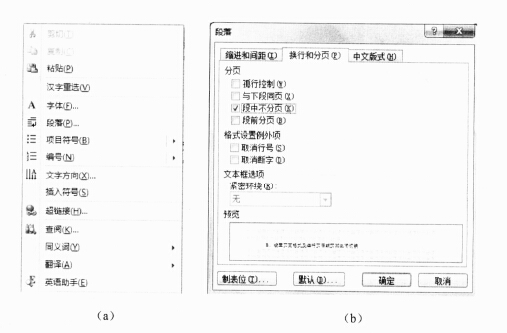 剪切(T)
复制(C)
粘贴(P)
汉字重选(V)
字体(F)...
段落(P)...
项目符号(B)
编号(N)
文字方向(X)...
插入符号(S)
超链接(H)...
查阅(K)...
同义词(Y)
翻译(A)
英语助手(E)
(a)
段落
缩进和间距(I)
换行和分页(P)
中文版式(H)
分页
孤行控制(W)
与下段同页(X)
段中不分页(K)
段前分页(B)
格式设置例外项
取消行号(S)
取消断字(D)
文本框选项
紧密环绕(R):
无
预览
制表位(T)...
默认(D)...
确定
取消
(b)